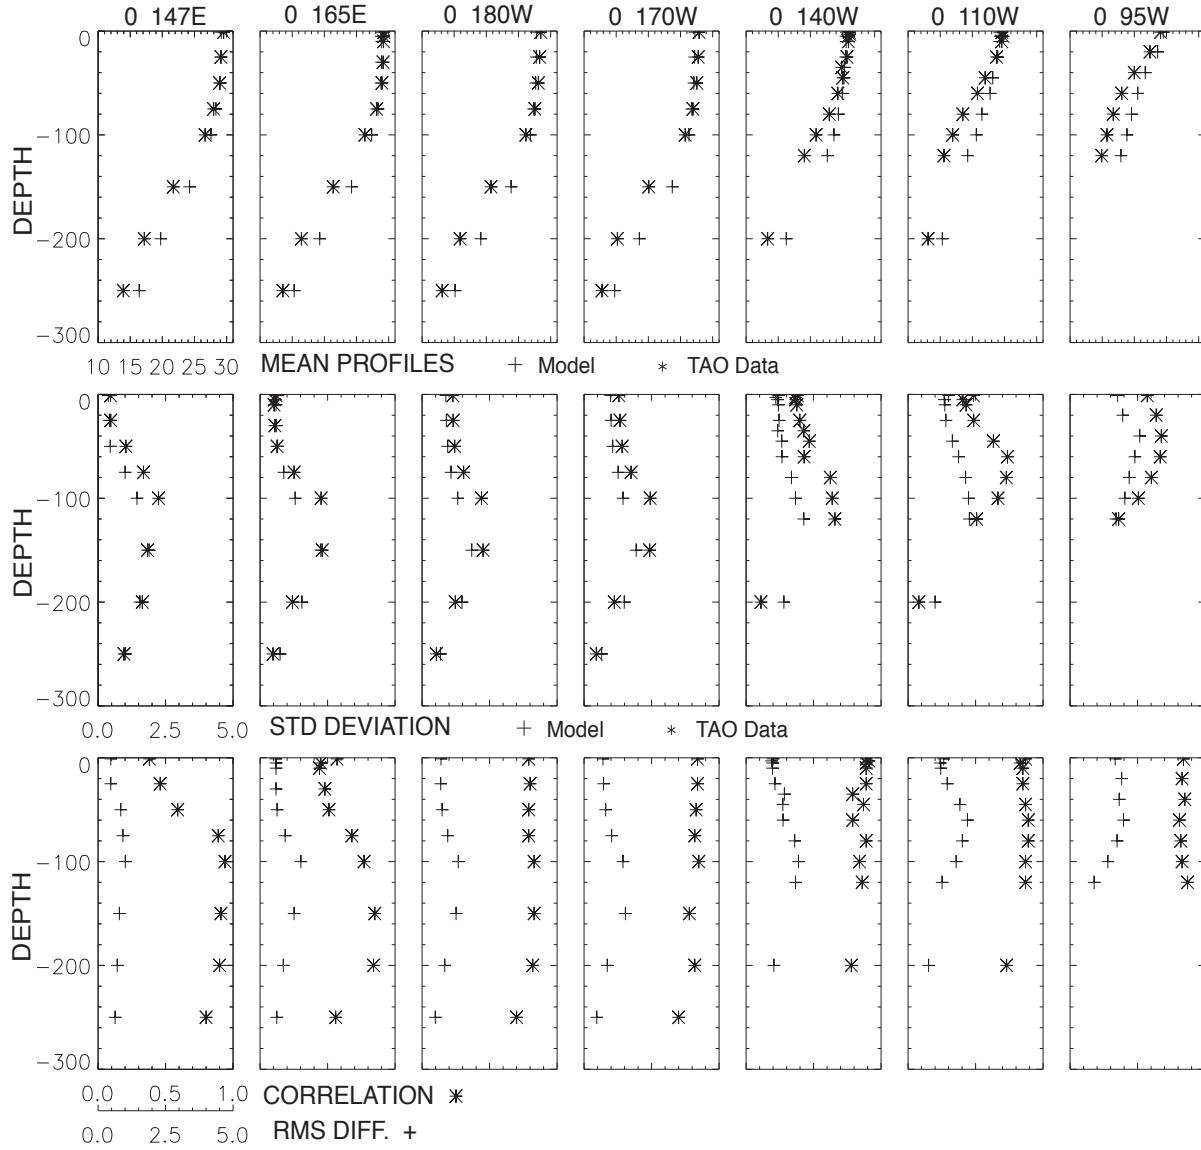 0 147E 0 165E 0 180W 0 170W 0 140W 0 110W 0 95W
0
-100
DEPTH
-200
-300
10 15 20 25 30 MEAN PROFILES + Model * TAO Data
0
-100
DEPTH
-200
-300
0.0 2.5 5.0 STD DEVIATION + Model * TAO Data
0
-100
DEPTH
-200
-300
0.0 0.5 1.0 CORRELATION *
0.0 2.5 5.0 RMS DIFF. +